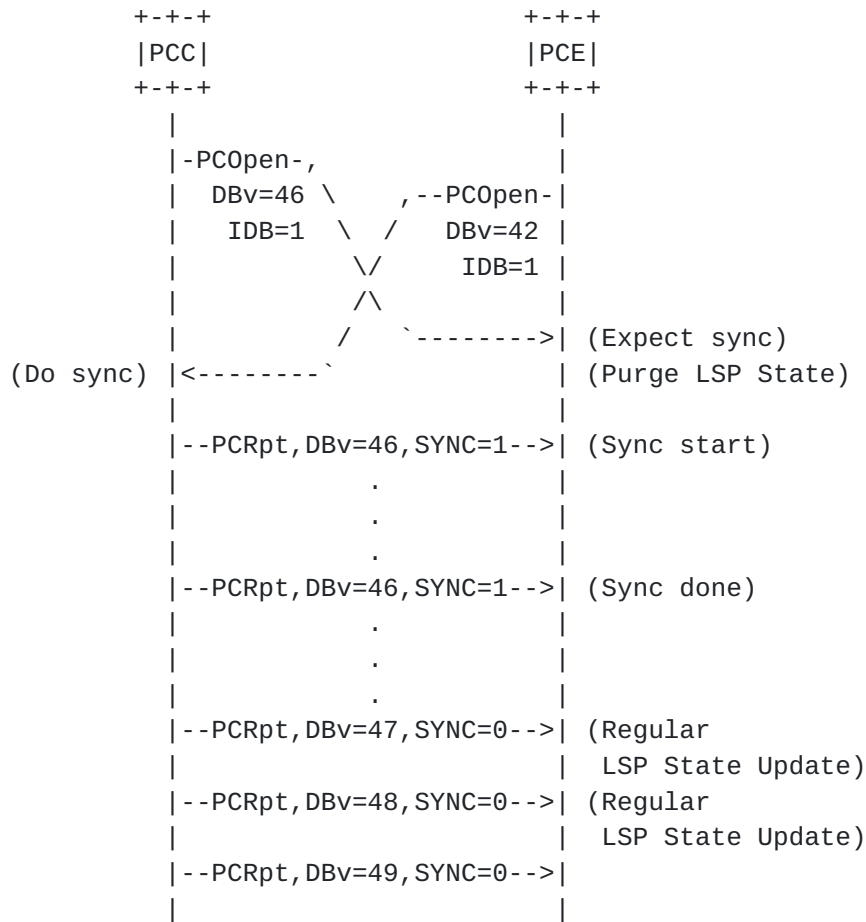 +-+-+                    +-+-+
|PCC|                    |PCE|
+-+-+                    +-+-+
  |                        |
  |-PCOpen-,               |
  |  DBv=46 \    ,--PCOpen-|
  |   IDB=1  \  /   DBv=42 |
  |           \/     IDB=1 |
  |           /\           |
  |          /  `-------->| (Expect sync)
(Do sync) |<--------`              | (Purge LSP State)
  |                        |
  |--PCRpt,DBv=46,SYNC=1-->| (Sync start)
  |            .           |
  |            .           |
  |            .           |
  |--PCRpt,DBv=46,SYNC=1-->| (Sync done)
  |            .           |
  |            .           |
  |            .           |
  |--PCRpt,DBv=47,SYNC=0-->| (Regular
  |                        |  LSP State Update)
  |--PCRpt,DBv=48,SYNC=0-->| (Regular
  |                        |  LSP State Update)
  |--PCRpt,DBv=49,SYNC=0-->|
  |                        |